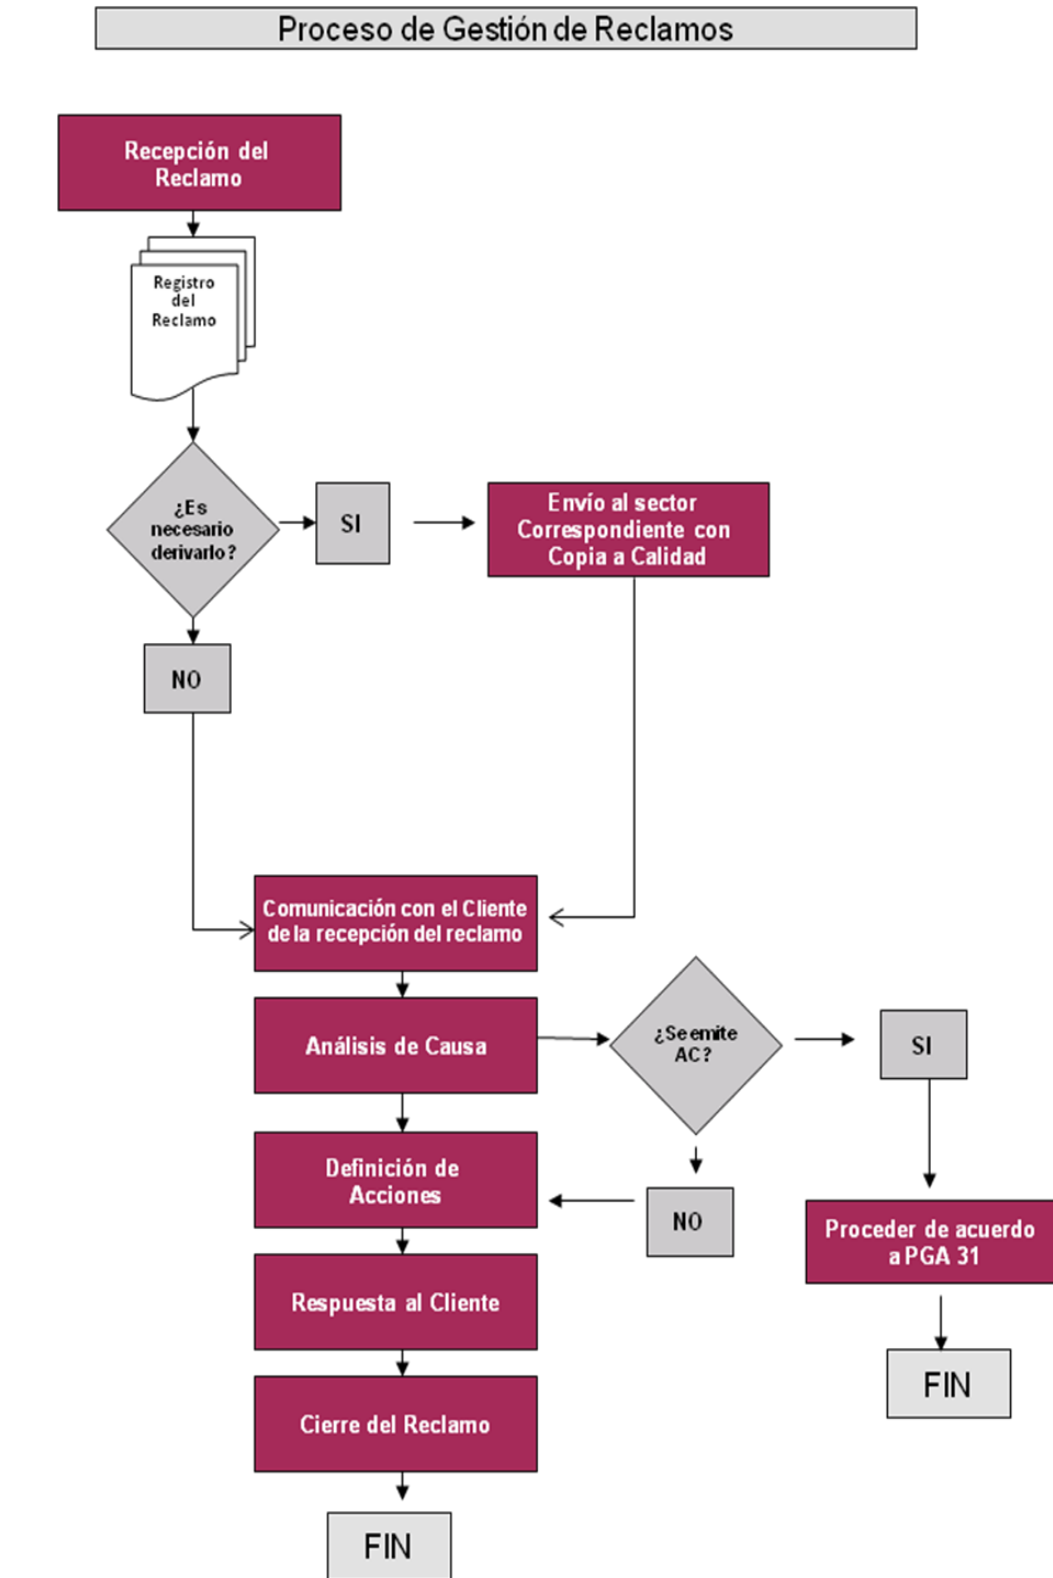 Proceso de Gestión de Reclamos
Recepción del
Reclamo
Registro
del
Reclamo
¿Es
necesario
derivarlo?
SI
Envío al sector
Correspondiente con
Copia a Calidad
NO
Comunicación con el Cliente
de la recepción del reclamo
Análisis de Causa
¿Se emite
AC?
SI
Definición de
Acciones
NO
Proceder de acuerdo
a PGA 31
Respuesta al Cliente
FIN
Cierre del Reclamo
FIN